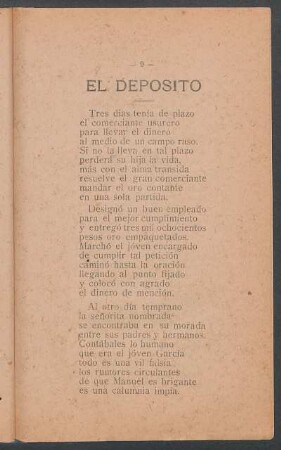 — 9 —
EL DEPOSITO
Tres días tenía de plazo
el comerciante usurero
para llevar el dinero
al medio de un campo raso.
Si no la lleva en tal plazo
perderá su hija la vida,
más con el alma transida
resuelve el gran comerciante
mandar el oro contante
en una sola partida.
Designó un buen empleado
para el mejor cumplimiento
y entregó tres mil ochocientos
pesos oro empaquetados.
Marchó el jóven encargado
de cumplir tal petición
caminó hasta la oración
llegando al punto fijado
y colocó con agrado
el dinero de mención.
Al otro día temprano
la señorita nombrada
se encontraba en su morada
entre sus padres y hermanos.
Contábales lo humano
que era el jóven García
todo es una vil falsía
los rumores circulantes
de que Manuel es brigante
es una calumnia impía.